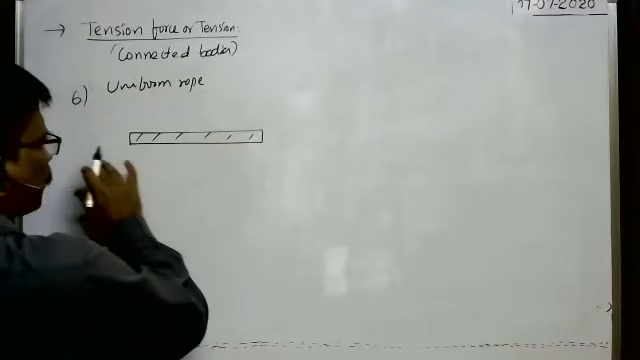 17-07-2020
→ Tension force or Tension:
(Connected bodies)
6) Uniform rope